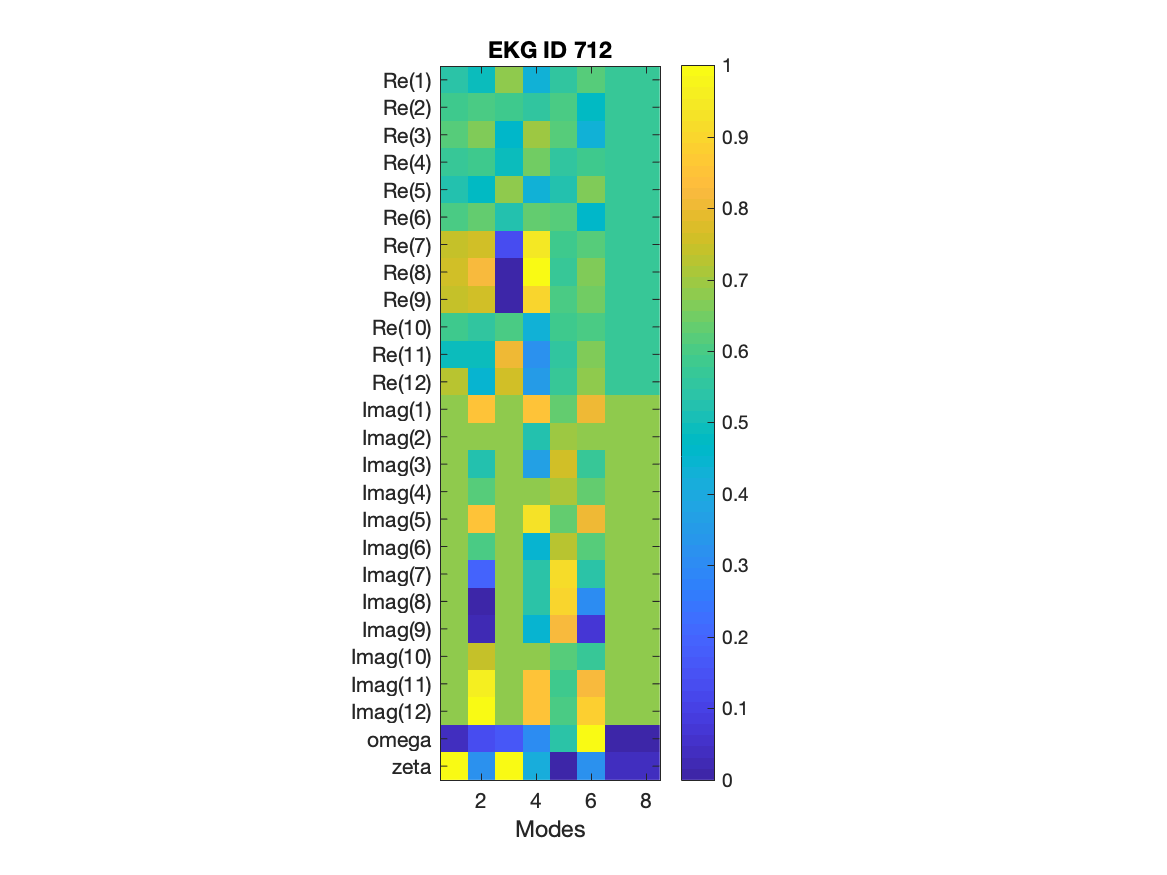 EKG ID 712
Re(1)
Re(2)
Re(3)
Re(4)
Re(5)
Re(6)
Re(7)
Re(8)
Re(9)
Re(10)
Re(11)
Re(12)
Imag(1)
Imag(2)
Imag(3)
Imag(4)
Imag(5)
Imag(6)
Imag(7)
Imag(8)
Imag(9)
Imag(10)
Imag(11)
Imag(12)
omega
zeta
2 4 6 8
Modes
1
0.9
0.8
0.7
0.6
0.5
0.4
0.3
0.2
0.1
0